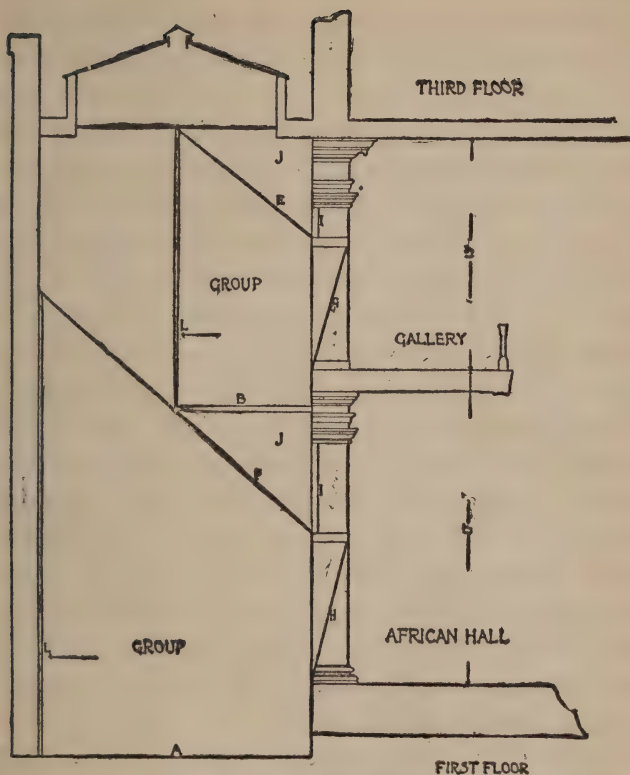 THIRD FLOOR
J
E
I
GROUP
G
L
GALLERY
B
J
F
I
H
AFRICAN HALL
L
GROUP
A
FIRST FLOOR